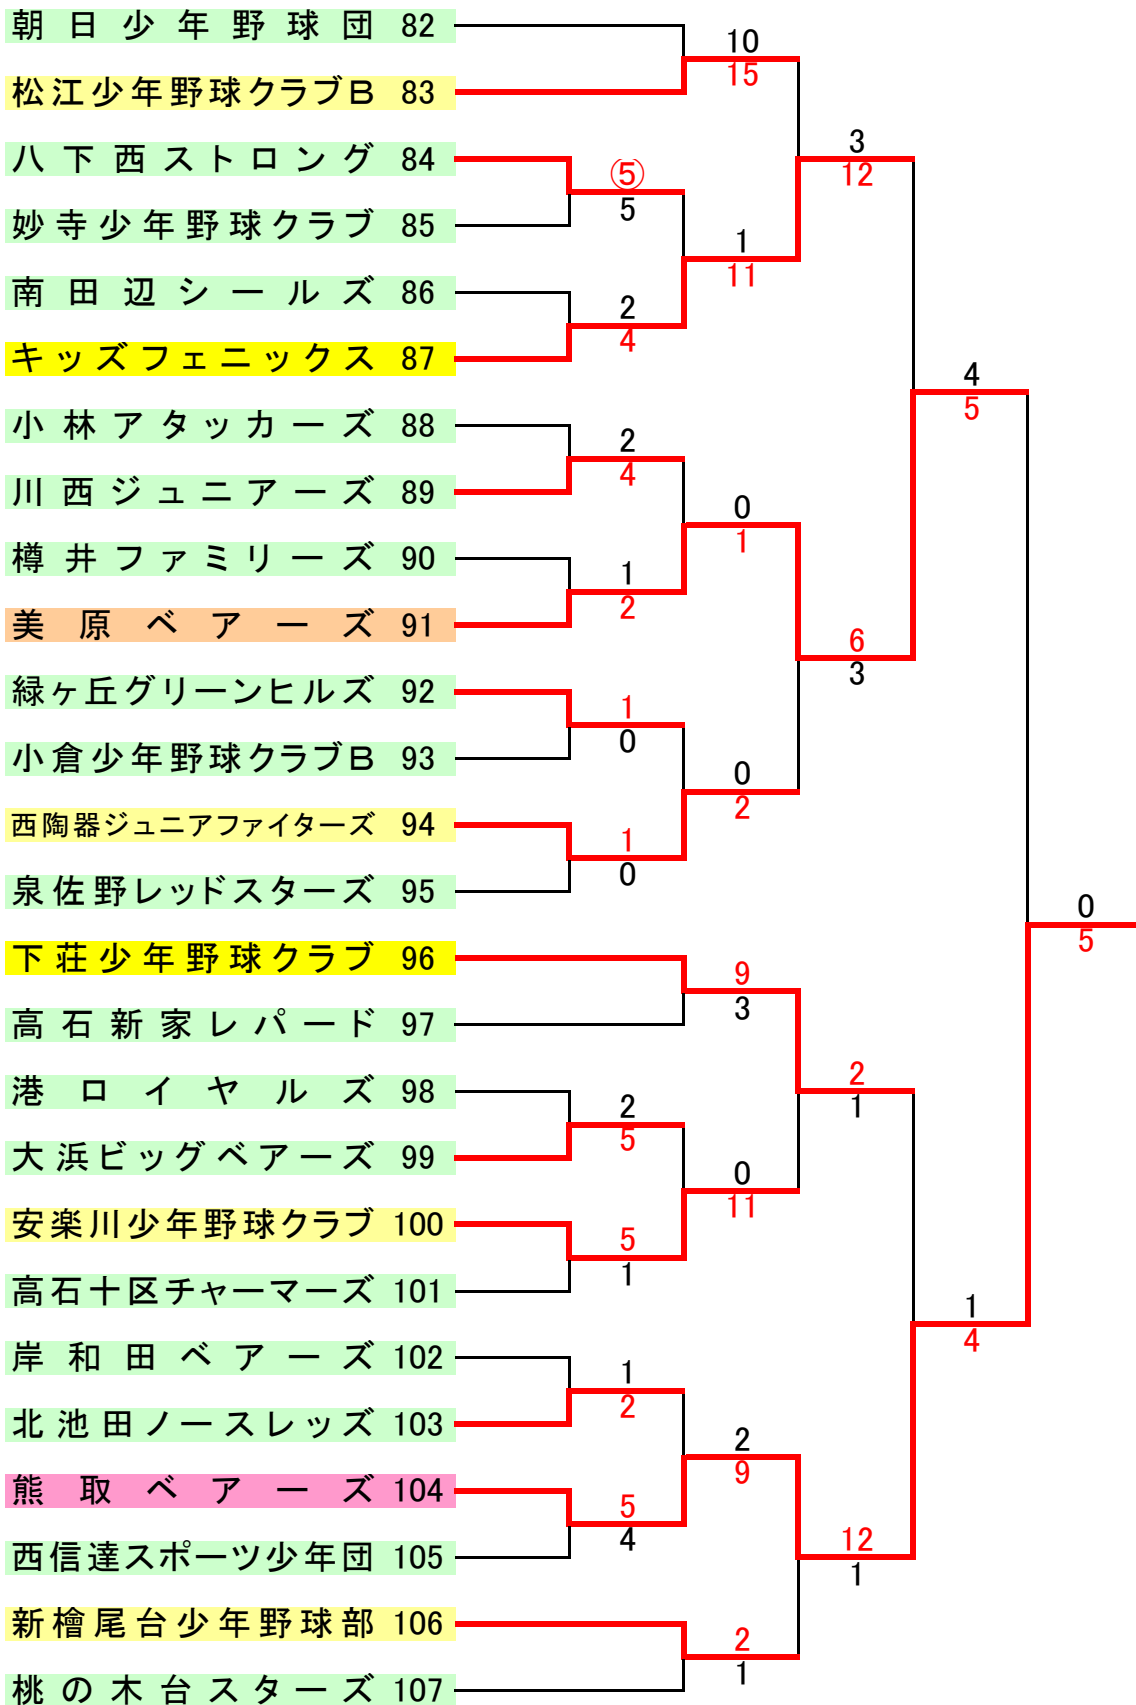 朝日少年野球団 82
10
15
松江少年野球クラブB 83
3
12
八下西ストロング 84
⑤
5
妙寺少年野球クラブ 85
1
11
南田辺シールズ 86
2
4
キッズフェニックス 87
4
5
小林アタッカーズ 88
2
4
川西ジュニアーズ 89
0
1
樽井ファミリーズ 90
1
2
美原ベアーズ 91
6
3
緑ヶ丘グリーンヒルズ 92
1
0
小倉少年野球クラブB 93
0
2
西陶器ジュニアファイターズ 94
1
0
泉佐野レッドスターズ 95
0
5
下荘少年野球クラブ 96
9
3
高石新家レパード 97
2
1
港ロイヤルズ 98
2
5
大浜ビッグベアーズ 99
0
11
安楽川少年野球クラブ 100
5
1
高石十区チャーマーズ 101
1
4
岸和田ベアーズ 102
1
2
北池田ノースレッズ 103
2
9
熊取ベアーズ 104
5
4
西信達スポーツ少年団 105
12
1
新檜尾台少年野球部 106
2
1
桃の木台スターズ 107